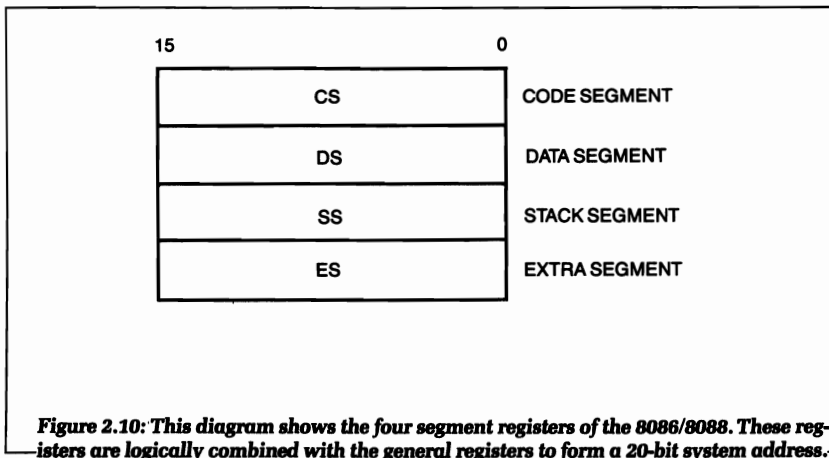 15 0
CS CODE SEGMENT
DS DATA SEGMENT
SS STACK SEGMENT
ES EXTRA SEGMENT
Figure 2.10: This diagram shows the four segment registers of the 8086/8088. These reg-
isters are logically combined with the general registers to form a 20-bit system address.